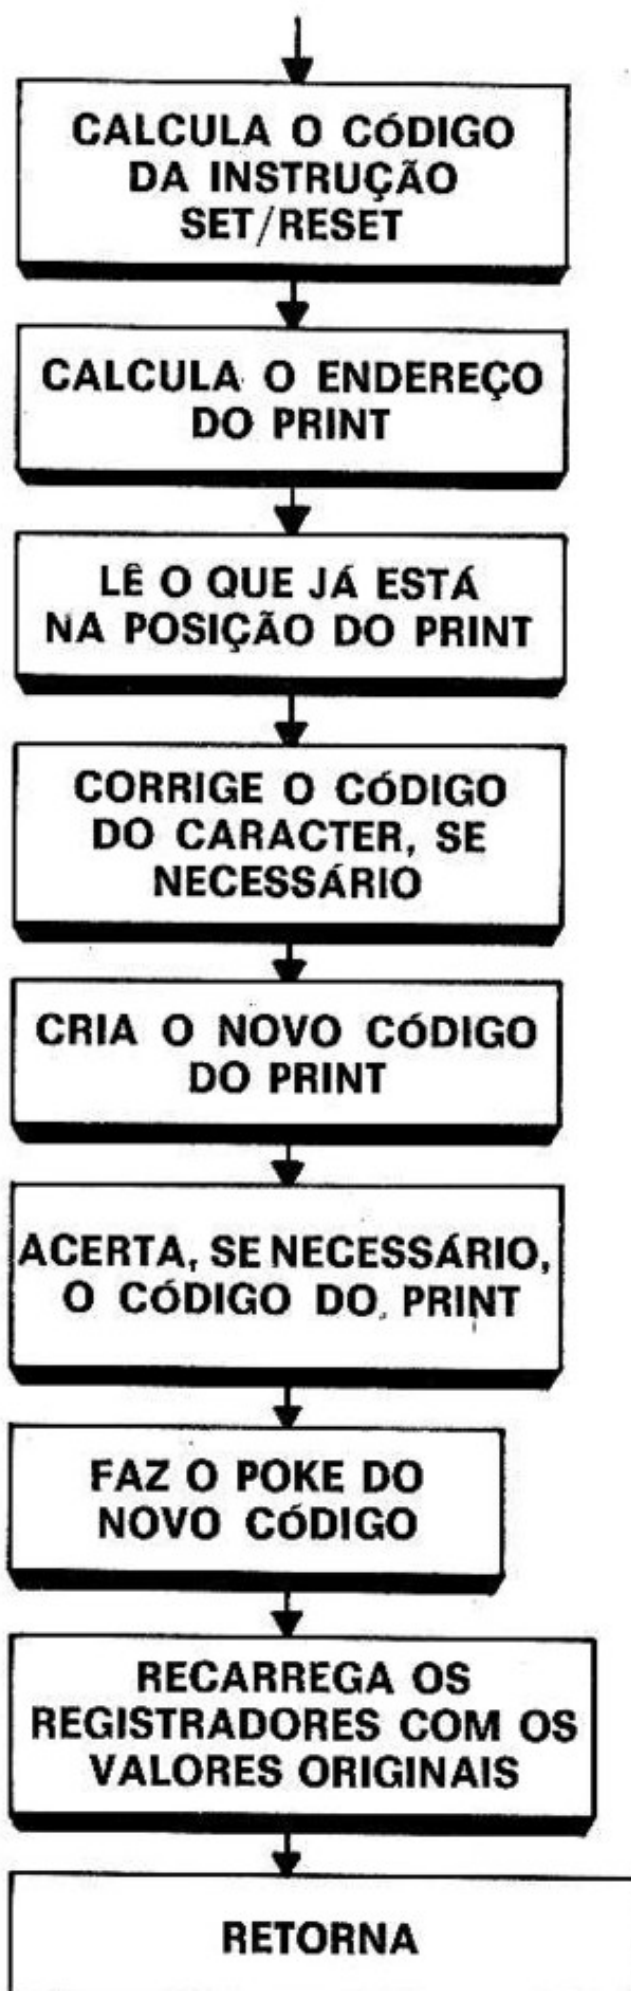 CALCULA O CÓDIGO
DA INSTRUÇÃO
SET/RESET
CALCULA O ENDEREÇO
DO PRINT
LÊ O QUE JÁ ESTÁ
NA POSIÇÃO DO PRINT
CORRIGE O CÓDIGO
DO CARACTER, SE
NECESSÁRIO
CRIA O NOVO CÓDIGO
DO PRINT
ACERTA, SE NECESSÁRIO,
O CÓDIGO DO PRINT
FAZ O POKE DO
NOVO CÓDIGO
RECARREGA OS
REGISTRADORES COM OS
VALORES ORIGINAIS
RETORNA